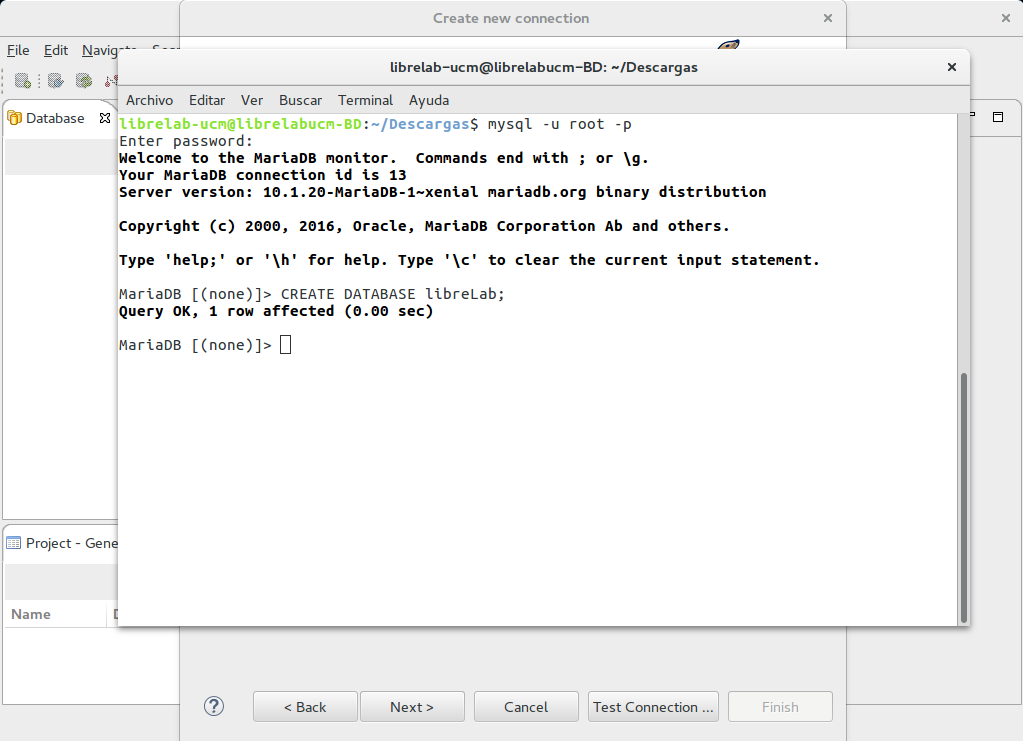 Create new connection
File Edit
librelab-ucm@librelabucm-BD: ~/Descargas
Archivo Editar Ver Buscar Terminal Ayuda
Database
librelab-ucm@librelabucm-BD:~/Descargas$ mysql -u root -p
Enter password:
Welcome to the MariaDB monitor.  Commands end with ; or \g.
Your MariaDB connection id is 13
Server version: 10.1.20-MariaDB-1~xenial mariadb.org binary distribution
Copyright (c) 2000, 2016, Oracle, MariaDB Corporation Ab and others.
Type 'help;' or '\h' for help. Type '\c' to clear the current input statement.
MariaDB [(none)]> CREATE DATABASE libreLab;
Query OK, 1 row affected (0.00 sec)
MariaDB [(none)]>
Project - Gene
Name
< Back Next > Cancel Test Connection ... Finish